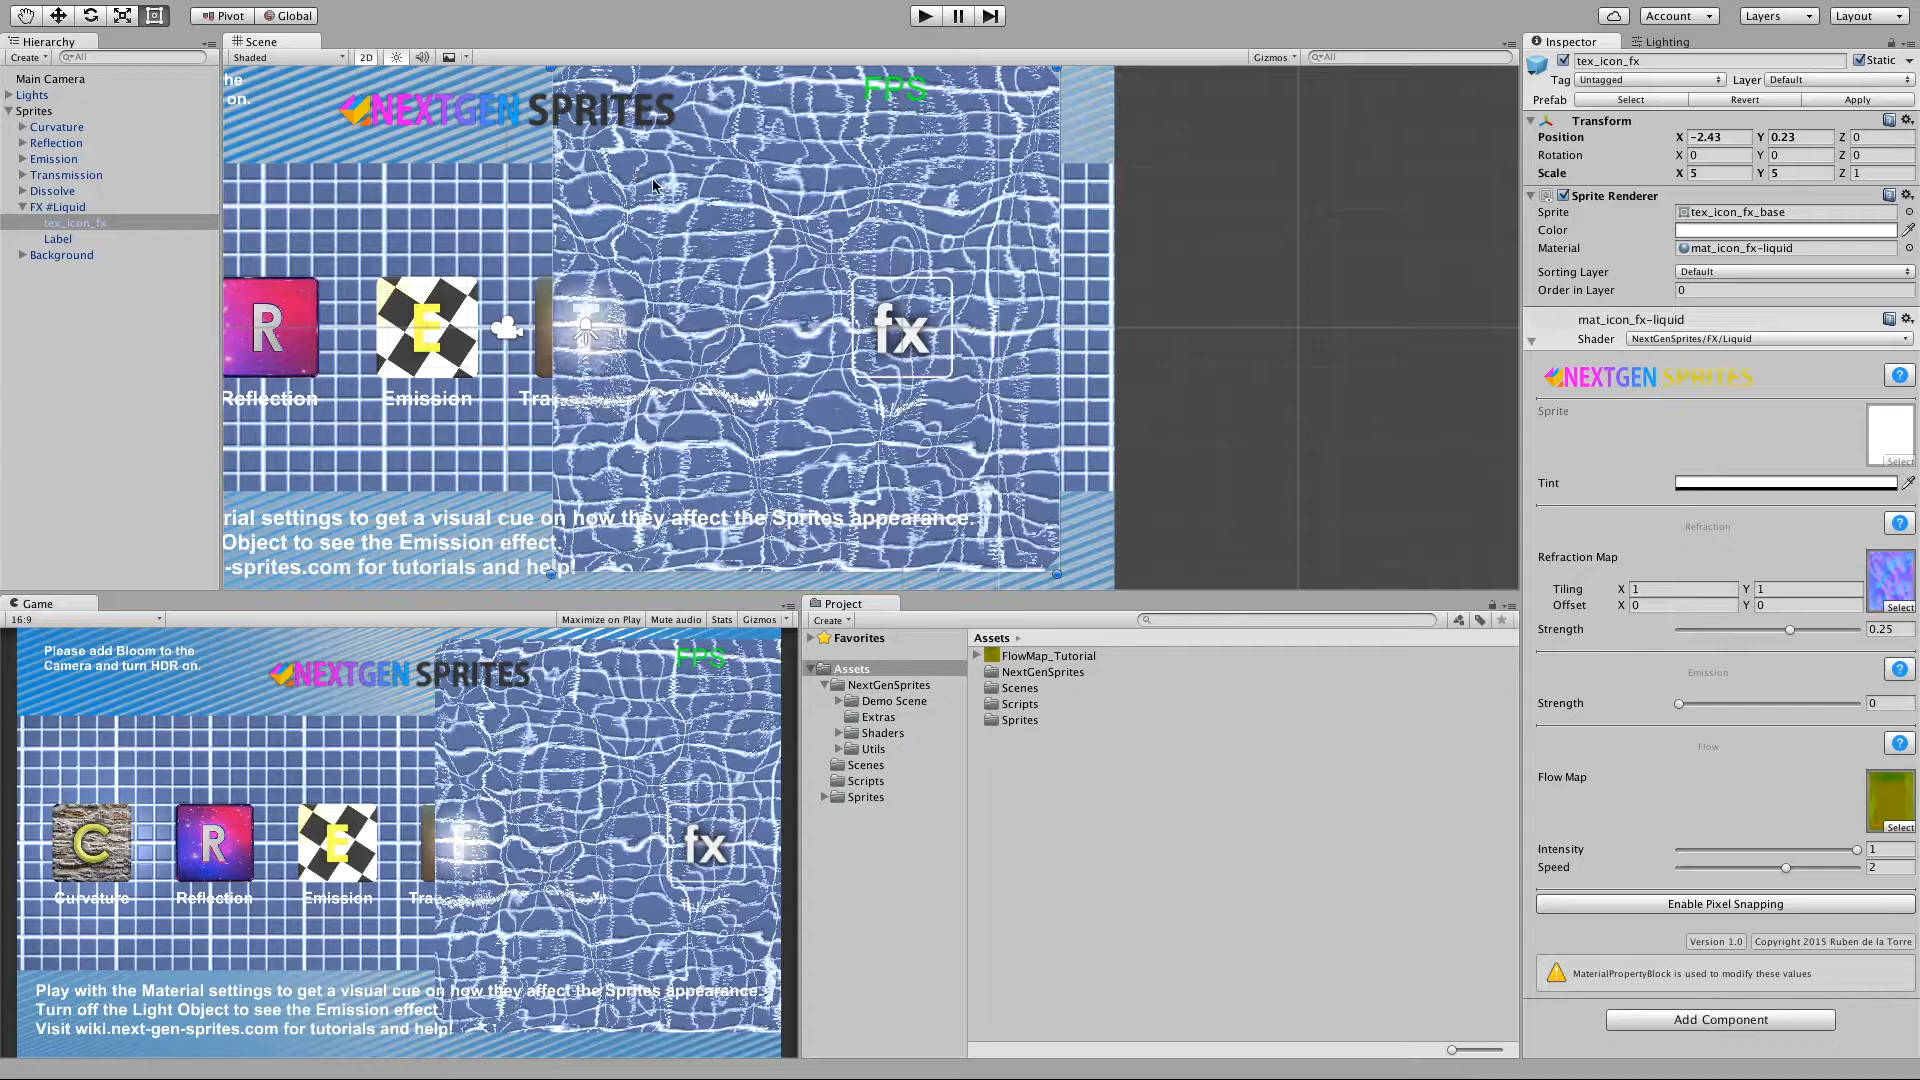 Pivot
Global
Account
Layers
Layout
Hierarchy
Create
All
Main Camera
Lights
Sprites
Curvature
Reflection
Emission
Transmission
Dissolve
FX #Liquid
tex_icon_fx
Label
Background
Scene
Shaded
2D
Gizmos
All
he
on.
NEXTGEN SPRITES
FPS
R
E
fx
Reflection
Emission
Tra
rial settings to get a visual cue on how they affect the Sprites appearance.
Object to see the Emission effect
-sprites.com for tutorials and help!
Game
16:9
Maximize on Play
Mute audio
Stats
Gizmos
Please add Bloom to the
Camera and turn HDR on.
NEXTGEN SPRITES
FPS
C
R
E
fx
Curvature
Reflection
Emission
Tra
Play with the Material settings to get a visual cue on how they affect the Sprites appearance.
Turn off the Light Object to see the Emission effect.
Visit wiki.next-gen-sprites.com for tutorials and help!
Project
Create
Favorites
Assets
NextGenSprites
Demo Scene
Extras
Shaders
Utils
Scenes
Scripts
Sprites
Assets
FlowMap_Tutorial
NextGenSprites
Scenes
Scripts
Sprites
Inspector
Lighting
tex_icon_fx
Static
Tag Untagged Layer Default
Prefab Select Revert Apply
Transform
Position X -2.43 Y 0.23 Z 0
Rotation X 0 Y 0 Z 0
Scale X 5 Y 5 Z 1
Sprite Renderer
Sprite tex_icon_fx_base
Color
Material mat_icon_fx-liquid
Sorting Layer Default
Order in Layer 0
mat_icon_fx-liquid
Shader NextGenSprites/FX/Liquid
NEXTGEN SPRITES
?
Sprite
Select
Tint
Refraction
?
Refraction Map
Tiling X 1 Y 1
Offset X 0 Y 0
Select
Strength 0.25
Emission
?
Strength 0
Flow
?
Flow Map
Select
Intensity 1
Speed 2
Enable Pixel Snapping
Version 1.0
Copyright 2015 Ruben de la Torre
MaterialPropertyBlock is used to modify these values
Add Component